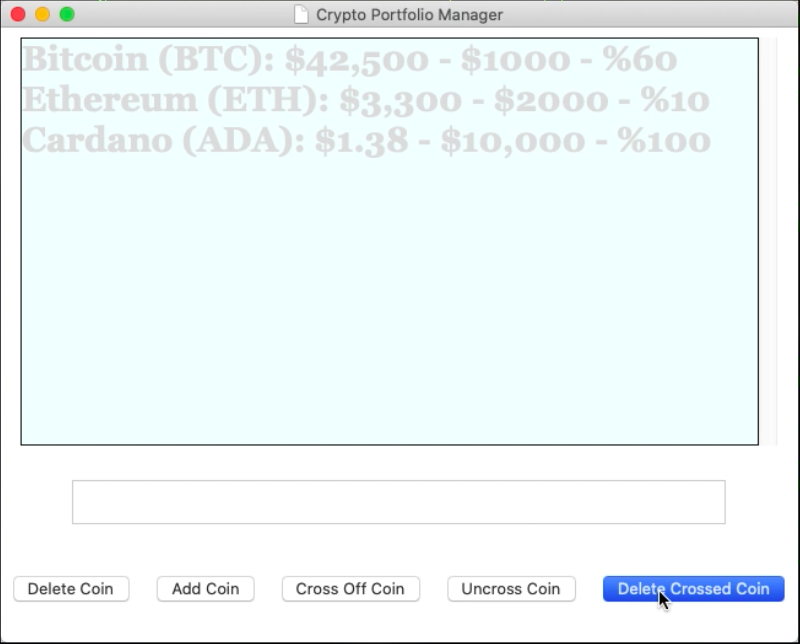 Crypto Portfolio Manager
Bitcoin (BTC): $42,500 - $1000 - %60
Ethereum (ETH): $3,300 - $2000 - %10
Cardano (ADA): $1.38 - $10,000 - %100
Delete Coin
Add Coin
Cross Off Coin
Uncross Coin
Delete Crossed Coin